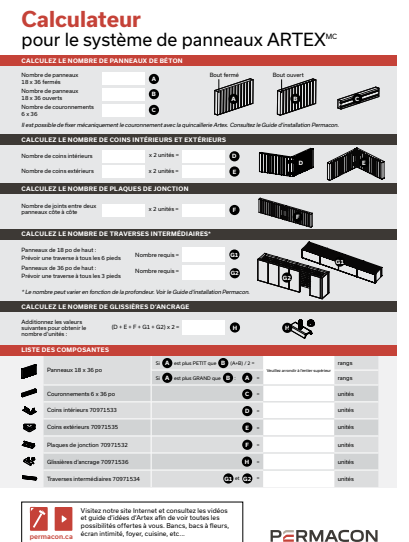 Calculateur
pour le système de panneaux ARTEX MC
CALCULEZ LE NOMBRE DE PANNEAUX DE BÉTON
Nombre de panneaux
18 x 36 fermés
A
Nombre de panneaux
18 x 36 ouverts
B
Nombre de couronnements
6 x 36
C
Bout fermé
Bout ouvert
A
B
C
Il est possible de fixer mécaniquement le couronnement avec la quincaillerie Artex. Consultez le Guide d'installation Permacon.
CALCULEZ LE NOMBRE DE COINS INTÉRIEURS ET EXTÉRIEURS
Nombre de coins intérieurs x 2 unités = D
Nombre de coins extérieurs x 2 unités = E
D
E
CALCULEZ LE NOMBRE DE PLAQUES DE JONCTION
Nombre de joints entre deux
panneaux côte à côte
x 2 unités = F
F
CALCULEZ LE NOMBRE DE TRAVERSES INTERMÉDIAIRES*
Panneaux de 18 po de haut :
Prévoir une traverse à tous les 6 pieds
Nombre requis = G1
Panneaux de 36 po de haut :
Prévoir une traverse à tous les 3 pieds
Nombre requis = G2
G1
G2
* Le nombre peut varier en fonction de la profondeur. Voir le Guide d'installation Permacon.
CALCULEZ LE NOMBRE DE GLISSIÈRES D'ANCRAGE
Additionnez les valeurs
suivantes pour obtenir le
nombre d'unités :
(D + E + F + G1 + G2) x 2 = H
H
LISTE DES COMPOSANTES
Panneaux 18 x 36 po
Si A est plus PETIT que B (A+B) / 2 =
Veuillez arrondir à l'entier supérieur
rangs
Si A est plus GRAND que B : A =
rangs
Couronnements 6 x 36 po C = unités
Coins intérieurs 70971533 D = unités
Coins extérieurs 70971535 E = unités
Plaques de jonction 70971532 F = unités
Glissières d'ancrage 70971536 H = unités
Traverses intermédiaires 70971534 G1 et G2 = unités
permacon.ca
Visitez notre site Internet et consultez les vidéos
et guide d'idées d'Artex afin de voir toutes les
possibilités offertes à vous. Bancs, bacs à fleurs,
écran intimité, foyer, cuisine, etc...
PERMACON